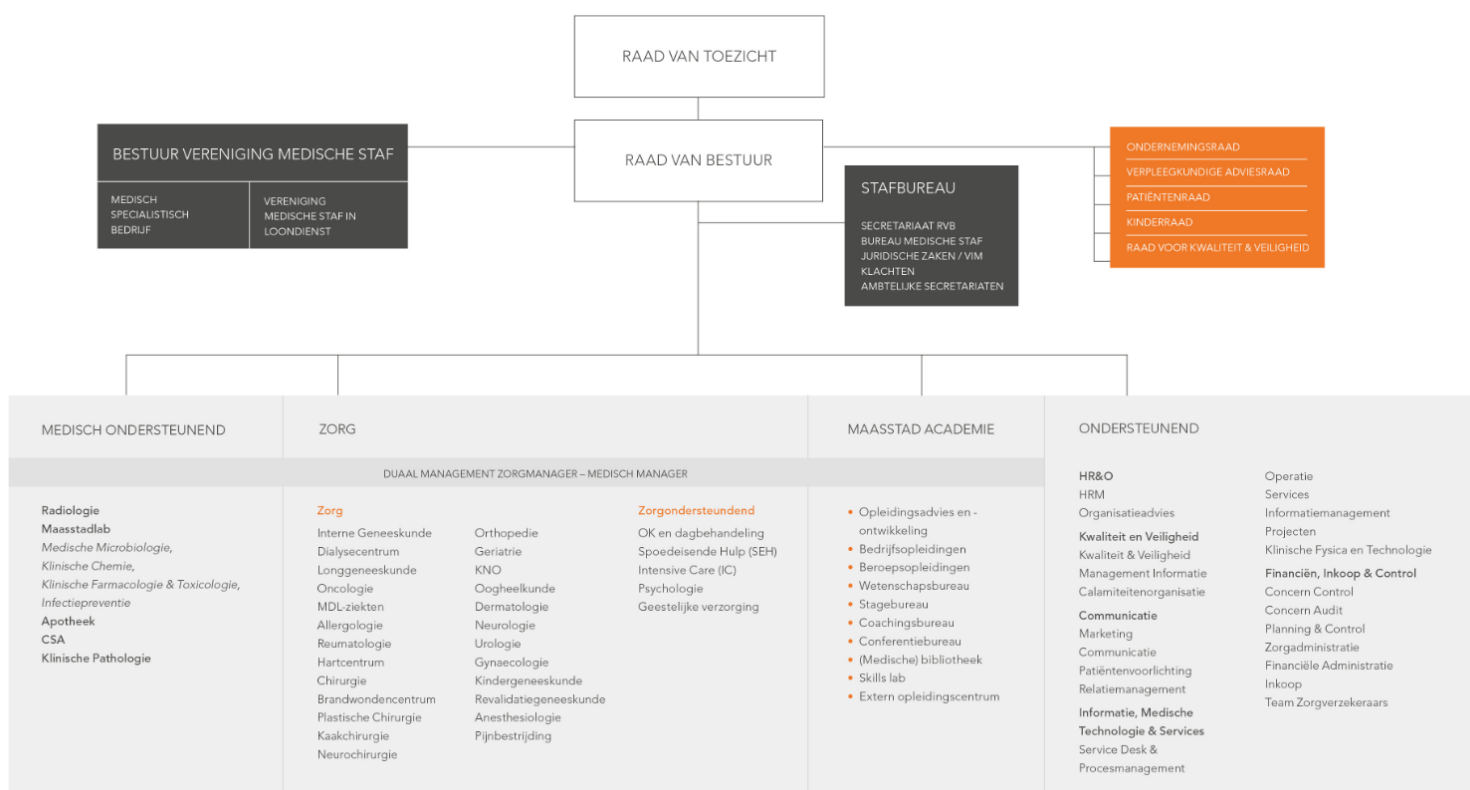 RAAD VAN TOEZICHT
RAAD VAN BESTUUR
BESTUUR VERENIGING MEDISCHE STAF
MEDISCH
SPECIALISTISCH
BEDRIJF
VERENIGING
MEDISCHE STAF IN
LOONDIENST
STAFBUREAU
SECRETARIAAT RVB
BUREAU MEDISCHE STAF
JURIDISCHE ZAKEN / VIM
KLACHTEN
AMBTELIJKE SECRETARIATEN
ONDERNEMINGSRAAD
VERPLEEGKUNDIGE ADVIESRAAD
PATIËNTENRAAD
KINDERRAAD
RAAD VOOR KWALITEIT & VEILIGHEID
MEDISCH ONDERSTEUNEND
ZORG
MAASSTAD ACADEMIE
ONDERSTEUNEND
DUAAL MANAGEMENT ZORGMANAGER – MEDISCH MANAGER
Radiologie
Maasstadlab
Medische Microbiologie,
Klinische Chemie,
Klinische Farmacologie & Toxicologie,
Infectiepreventie
Apotheek
CSA
Klinische Pathologie
Zorg
Interne Geneeskunde
Dialysecentrum
Longgeneeskunde
Oncologie
MDL-ziekten
Allergologie
Reumatologie
Hartcentrum
Chirurgie
Brandwondencentrum
Plastische Chirurgie
Kaakchirurgie
Neurochirurgie
Orthopedie
Geriatrie
KNO
Oogheelkunde
Dermatologie
Neurologie
Urologie
Gynaecologie
Kindergeneeskunde
Revalidatiegeneeskunde
Anesthesiologie
Pijnbestrijding
Zorgondersteundend
OK en dagbehandeling
Spoedeisende Hulp (SEH)
Intensive Care (IC)
Psychologie
Geestelijke verzorging
• Opleidingsadvies en -
ontwikkeling
• Bedrijfsopleidingen
• Beroepsopleidingen
• Wetenschapsbureau
• Stagebureau
• Coachingsbureau
• Conferentiebureau
• (Medische) bibliotheek
• Skills lab
• Extern opleidingscentrum
HR&O
HRM
Organisatieadvies
Kwaliteit en Veiligheid
Kwaliteit & Veiligheid
Management Informatie
Calamiteitenorganisatie
Communicatie
Marketing
Communicatie
Patiëntenvoorlichting
Relatiemanagement
Informatie, Medische
Technologie & Services
Service Desk &
Procesmanagement
Operatie
Services
Informatiemanagement
Projecten
Klinische Fysica en Technologie
Financiën, Inkoop & Control
Concern Control
Concern Audit
Planning & Control
Zorgadministratie
Financiële Administratie
Inkoop
Team Zorgverzekeraars